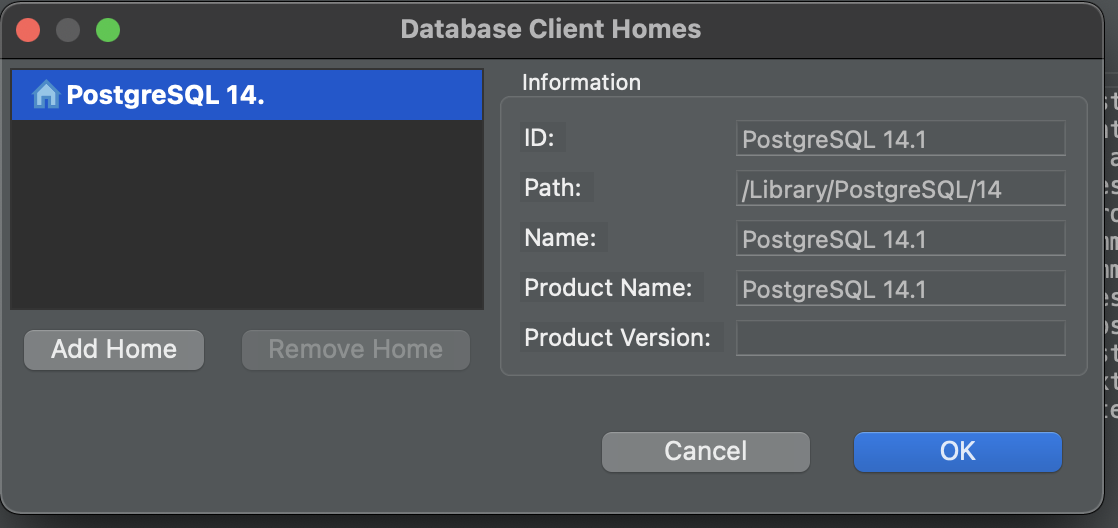 Database Client Homes
PostgreSQL 14.
Add Home
Remove Home
Information
ID:
PostgreSQL 14.1
Path:
/Library/PostgreSQL/14
Name:
PostgreSQL 14.1
Product Name:
PostgreSQL 14.1
Product Version:
Cancel
OK